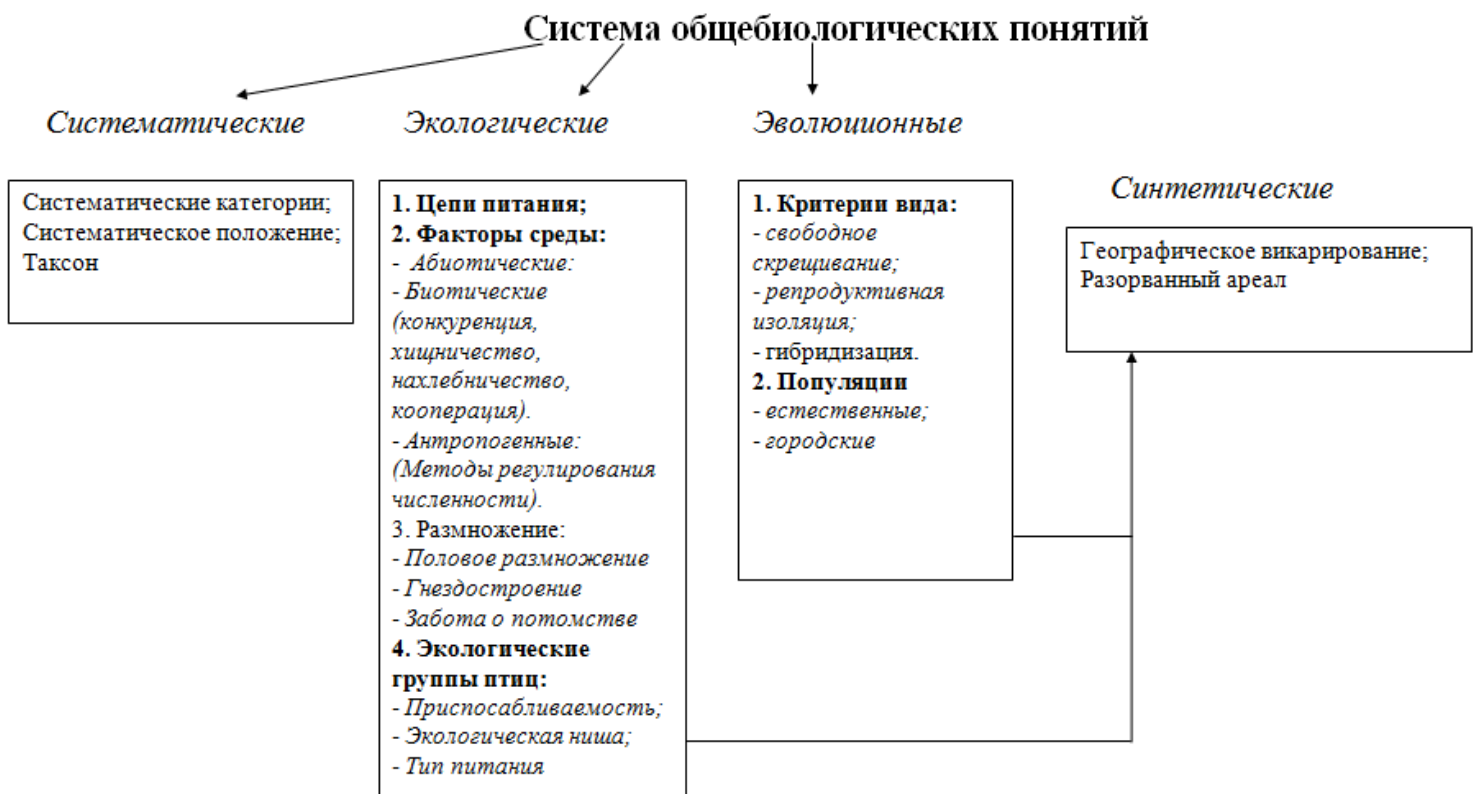 Система общебиологических понятий
Систематические
Систематические категории;
Систематическое положение;
Таксон
Экологические
1. Цепи питания;
2. Факторы среды:
- Абиотические:
- Биотические
(конкуренция,
хищничество,
нахлебничество,
кооперация).
- Антропогенные:
(Методы регулирования
численности).
3. Размножение:
- Половое размножение
- Гнездостроение
- Забота о потомстве
4. Экологические
группы птиц:
- Приспосабливаемость;
- Экологическая ниша;
- Тип питания
Эволюционные
1. Критерии вида:
- свободное
скрещивание;
- репродуктивная
изоляция;
- гибридизация.
2. Популяции
- естественные;
- городские
Синтетические
Географическое викарирование;
Разорванный ареал